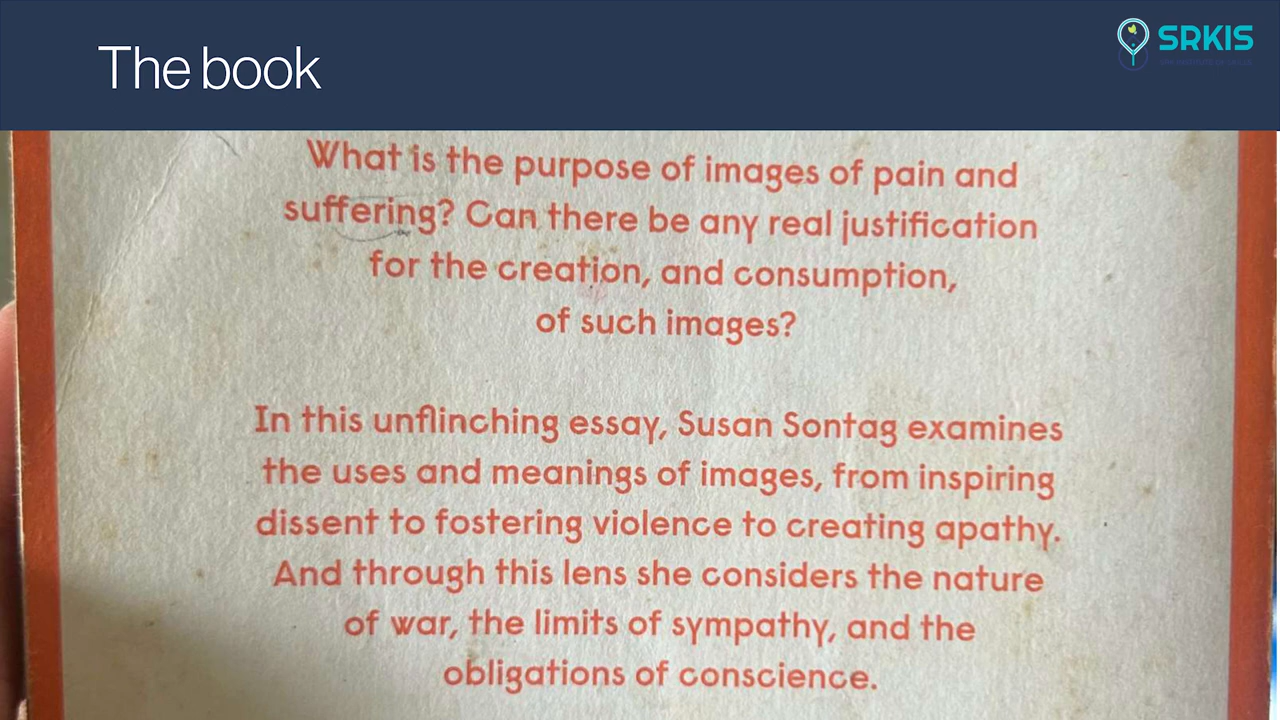 The book
SRKIS
What is the purpose of images of pain and
suffering? Can there be any real justification
for the creation, and consumption,
of such images?
In this unflinching essay, Susan Sontag examines
the uses and meanings of images, from inspiring
dissent to fostering violence to creating apathy.
And through this lens she considers the nature
of war, the limits of sympathy, and the
obligations of conscience.